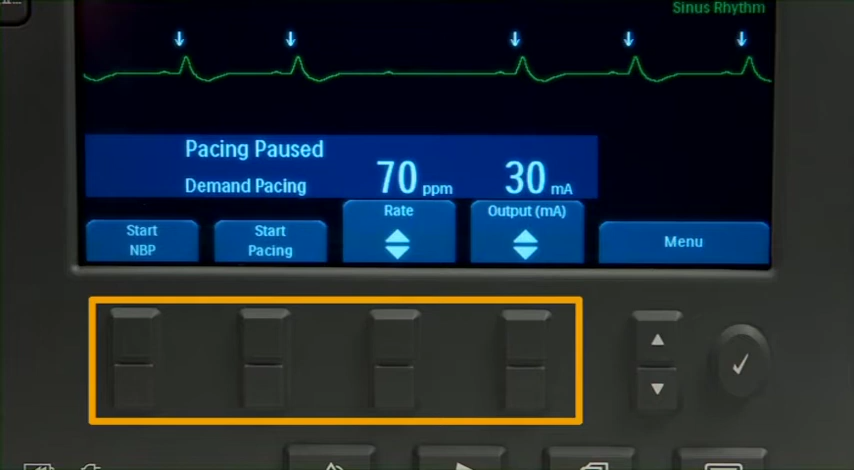 Sinus Rhythm
Pacing Paused
Demand Pacing
70 ppm
30 mA
Start
NBP
Start
Pacing
Rate
Output (mA)
Menu